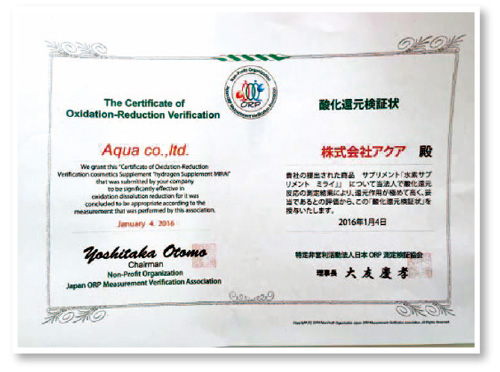 Non-Profit Organization
ORP
The Certificate of
Oxidation-Reduction Verification
Aqua co.,ltd.
We grant this "Certificate of Oxidation-Reduction
Verification cosmetics Supplement "hydrogen Supplement MIRAI"
that was submitted by your company
to be significantly effective in
oxidation dissolution reduction for it was
concluded to be appropriate according to the
measurement that was performed by this association.
January 4, 2016
Yoshitaka Otomo
Chairman
Non-Profit Organization
Japan ORP Measurement Verification Association
酸化還元検証状
株式会社アクア 殿
貴社の提出された商品 サプリメント「水素サプ
リメント ミライ」 について当法人で酸化還元
反応の測定結果により、還元作用が極めて高く、妥
当であるとの評価から、この「酸化還元検証状」を
授与いたします。
2016年1月4日
特定非営利活動法人日本 ORP 測定検証協会
理事長 大友慶孝